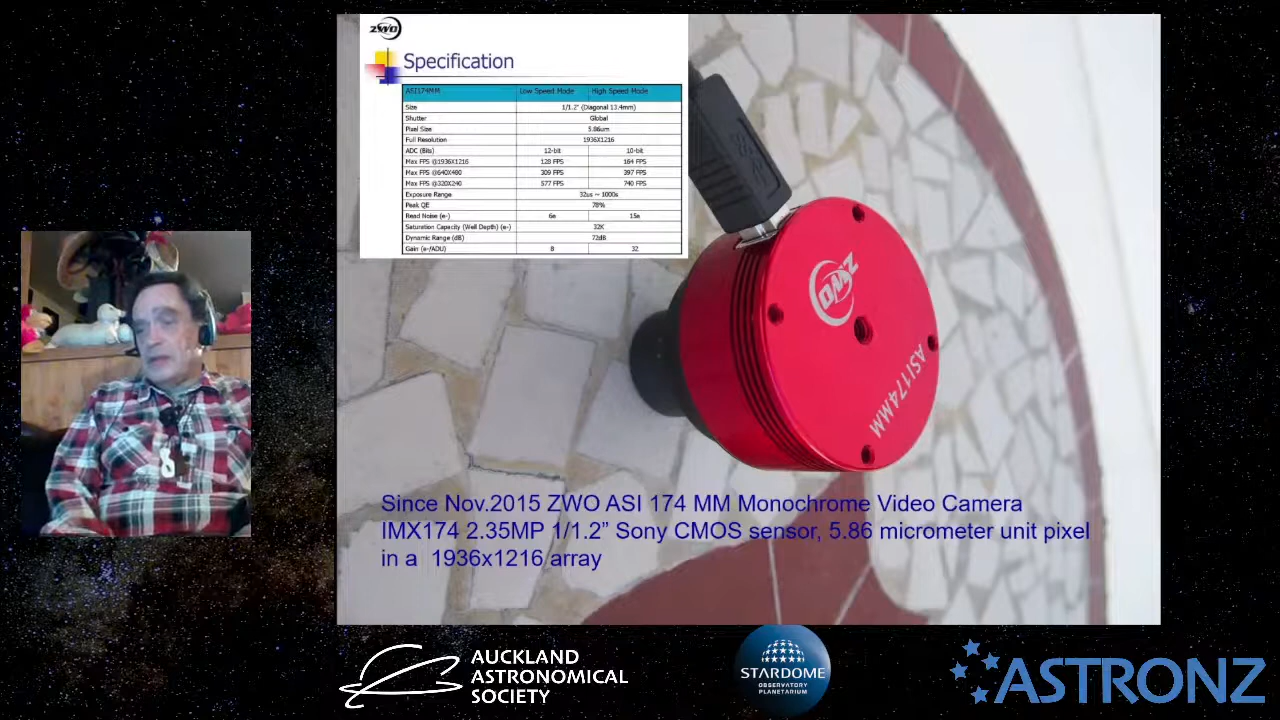 ZWO
Specification
ASI174MM Low Speed Mode High Speed Mode
Size 1/1.2" (Diagonal 13.4mm)
Shutter Global
Pixel Size 5.86um
Full Resolution 1936X1216
ADC (Bits) 12-bit 10-bit
Max FPS @1936X1216 128 FPS 164 FPS
Max FPS @640X480 309 FPS 397 FPS
Max FPS @320X240 577 FPS 740 FPS
Exposure Range 32us ~ 1000s
Peak QE 78%
Read Noise (e-) 6e 15e
Saturation Capacity (Well Depth) (e-) 32K
Dynamic Range (dB) 72dB
Gain (e-/ADU) 8 32
ZWO
ASI174MM
Since Nov.2015 ZWO ASI 174 MM Monochrome Video Camera
IMX174 2.35MP 1/1.2” Sony CMOS sensor, 5.86 micrometer unit pixel
in a 1936x1216 array
AUCKLAND
ASTRONOMICAL
SOCIETY
STARDOME
OBSERVATORY
PLANETARIUM
ASTRONZ